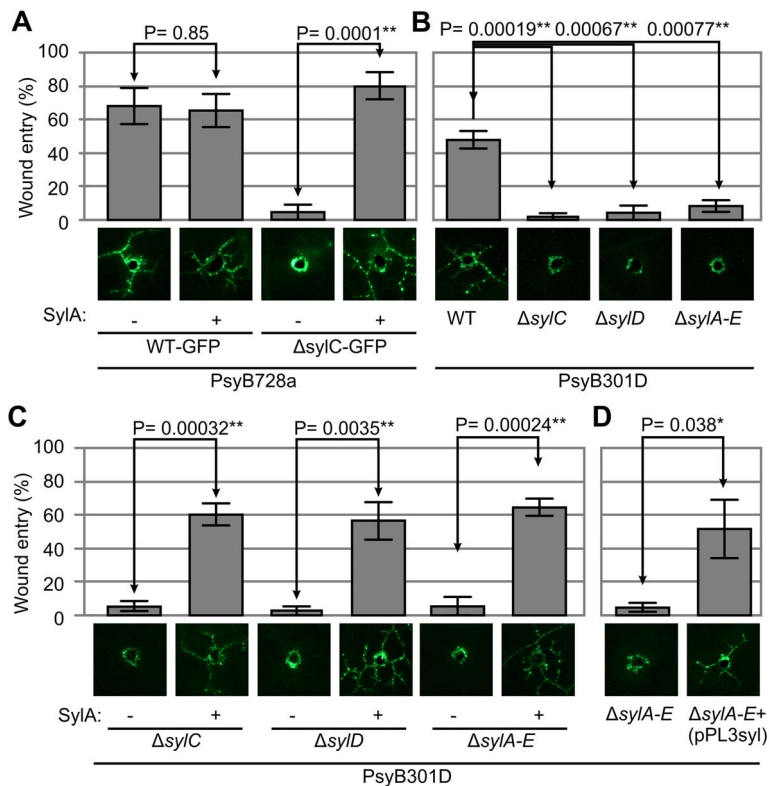 A
B
P= 0.85
P= 0.0001**
P= 0.00019** 0.00067** 0.00077**
Wound entry (%)
100
80
60
40
20
0
SylA:
- + - +
WT ΔsylC ΔsylD ΔsylA-E
WT-GFP ΔsylC-GFP
PsyB728a
PsyB301D
C
D
P= 0.00032** P= 0.0035** P= 0.00024** P= 0.038*
Wound entry (%)
100
80
60
40
20
0
SylA: - + - + - +
ΔsylC ΔsylD ΔsylA-E
ΔsylA-E ΔsylA-E+
(pPL3syl)
PsyB301D